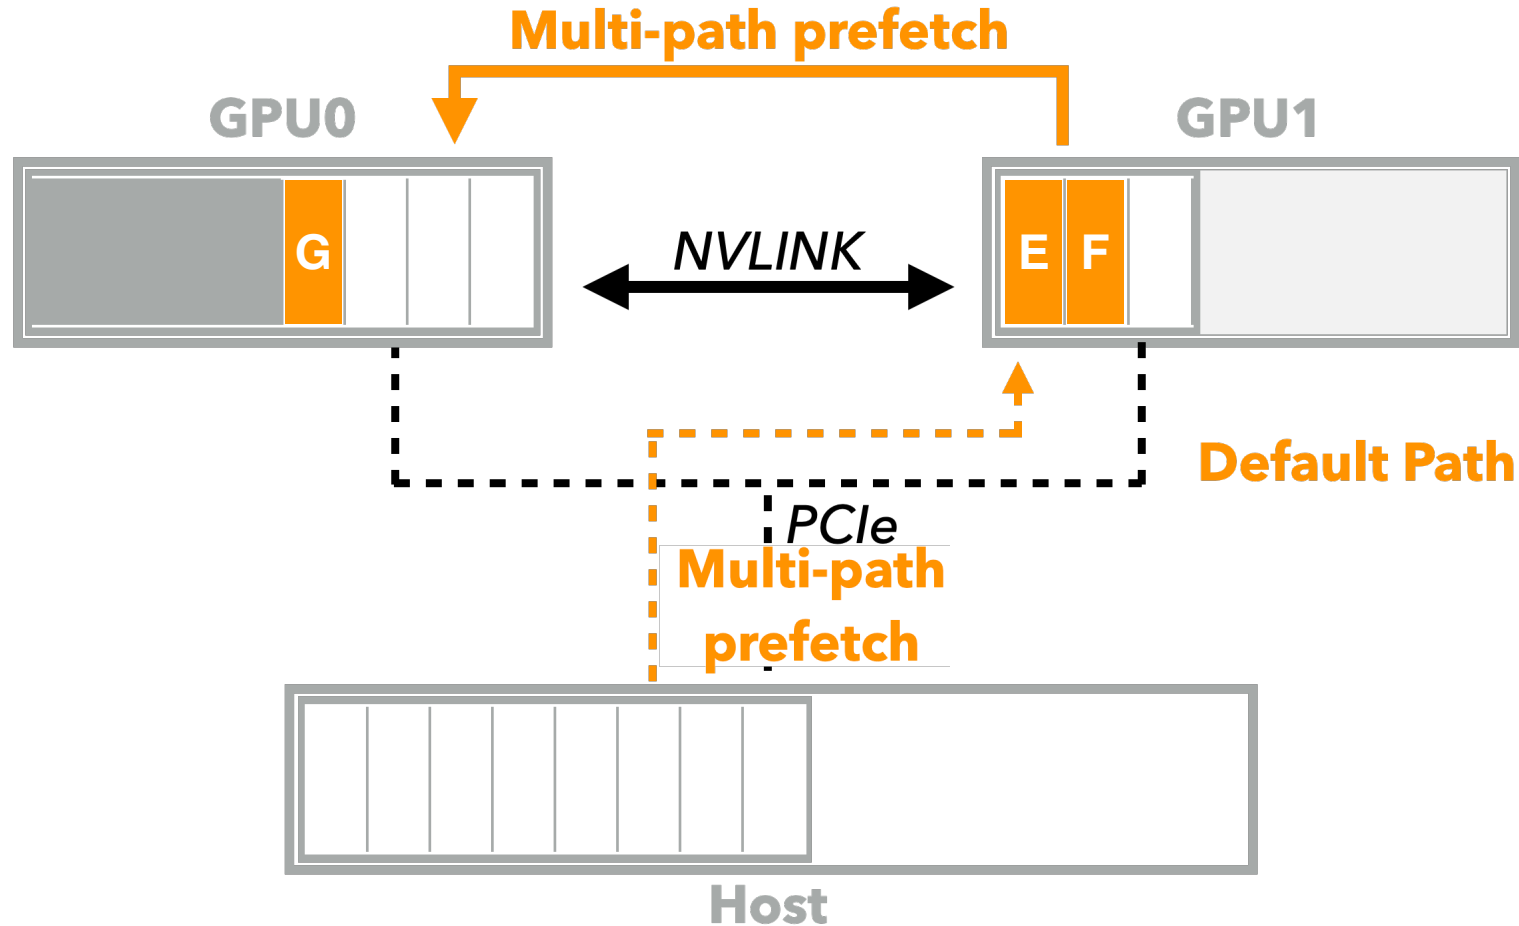 Multi-path prefetch
GPU0
GPU1
G
NVLINK
E
F
Default Path
PCIe
Multi-path
prefetch
Host